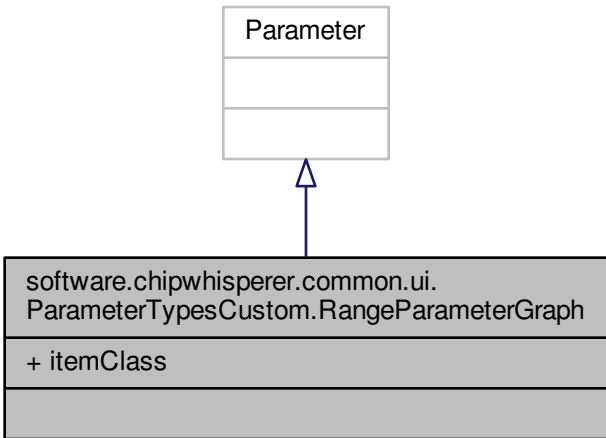 Parameter
software.chipwhisperer.common.ui.
ParameterTypesCustom.RangeParameterGraph
+ itemClass